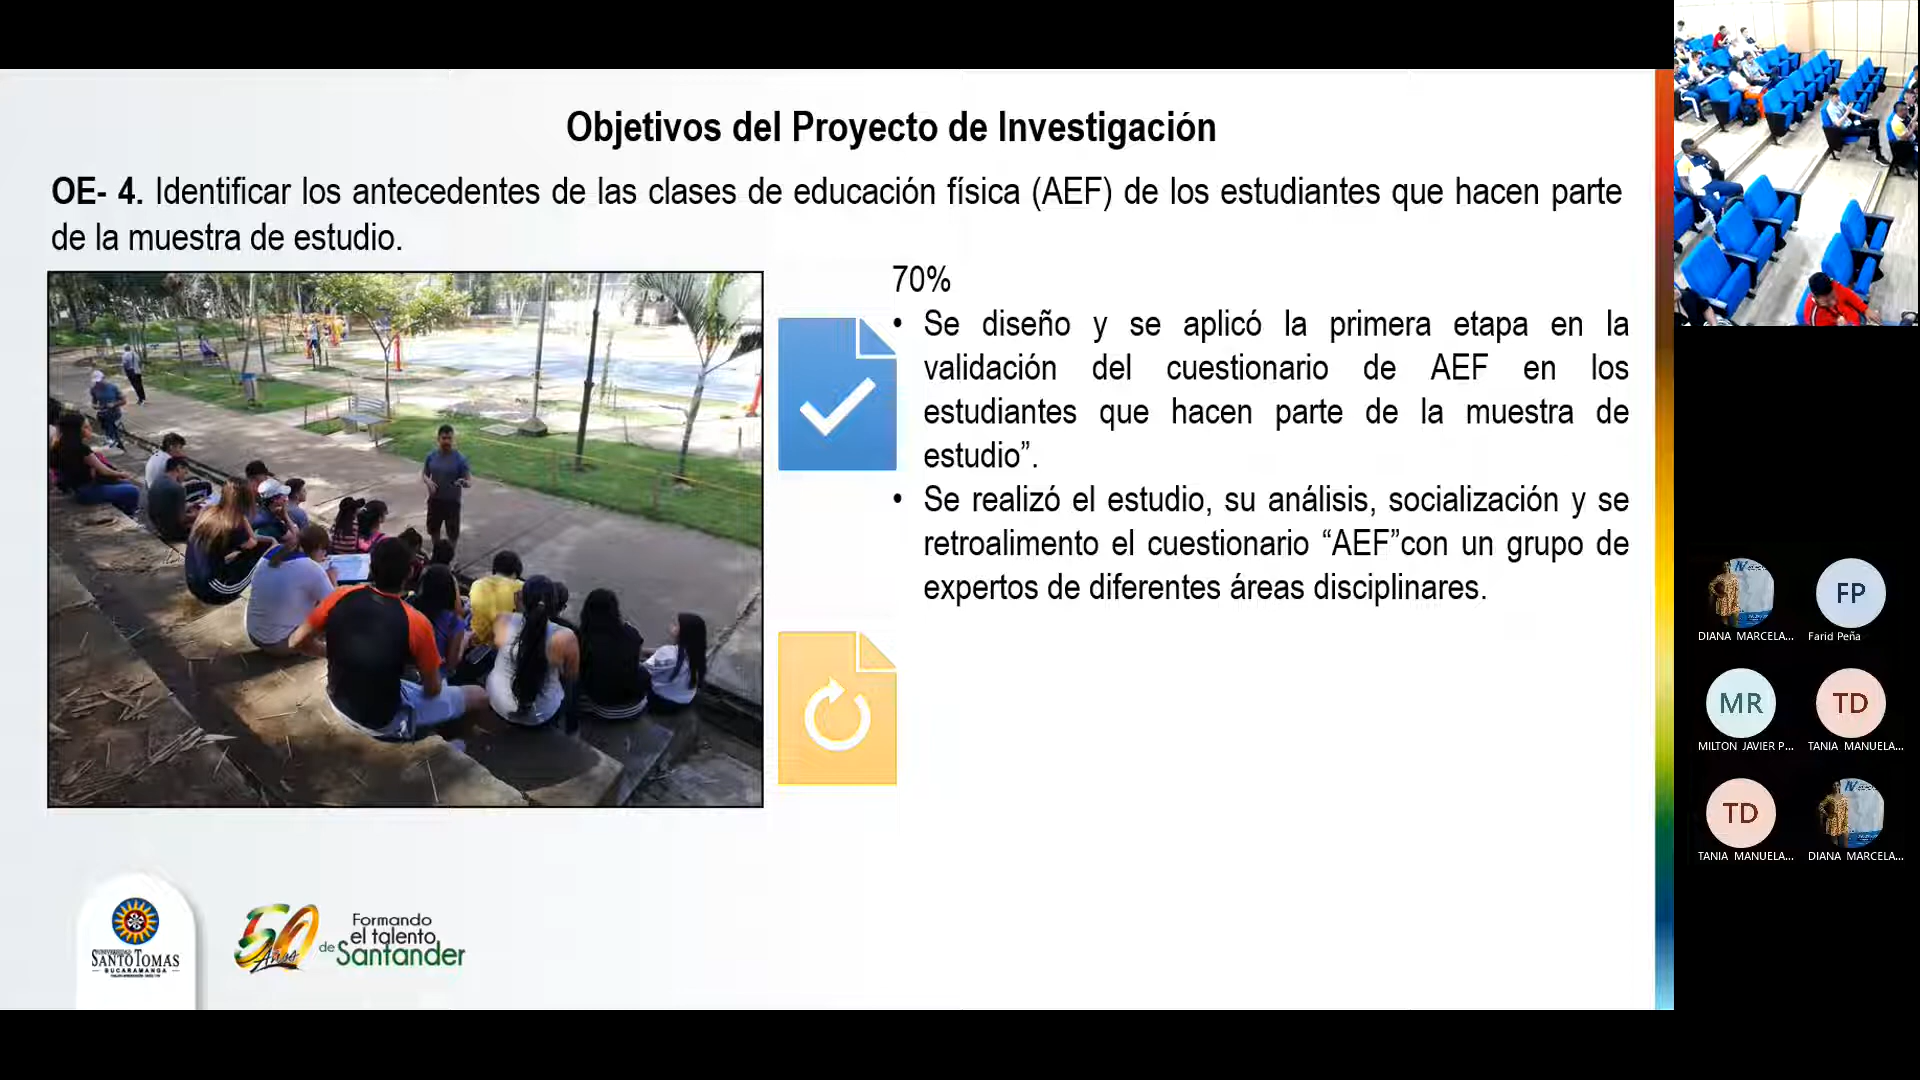 Objetivos del Proyecto de Investigación
OE- 4. Identificar los antecedentes de las clases de educación física (AEF) de los estudiantes que hacen parte
de la muestra de estudio.
70%
• Se diseño y se aplicó la primera etapa en la
validación del cuestionario de AEF en los
estudiantes que hacen parte de la muestra de
estudio”.
• Se realizó el estudio, su análisis, socialización y se
retroalimento el cuestionario “AEF”con un grupo de
expertos de diferentes áreas disciplinares.
UNIVERSIDAD
SANTO TOMAS
BUCARAMANGA
50
Años
Formando
el talento
de Santander
DIANA MARCELA...
FP
Farid Peña
MR
MILTON JAVIER P...
TD
TANIA MANUELA...
TD
TANIA MANUELA...
DIANA MARCELA...